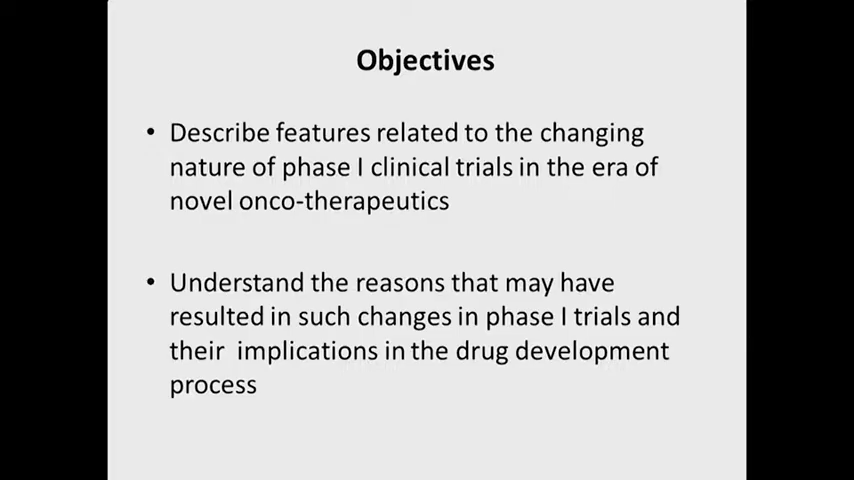 Objectives
• Describe features related to the changing
nature of phase I clinical trials in the era of
novel onco-therapeutics
• Understand the reasons that may have
resulted in such changes in phase I trials and
their  implications in the drug development
process